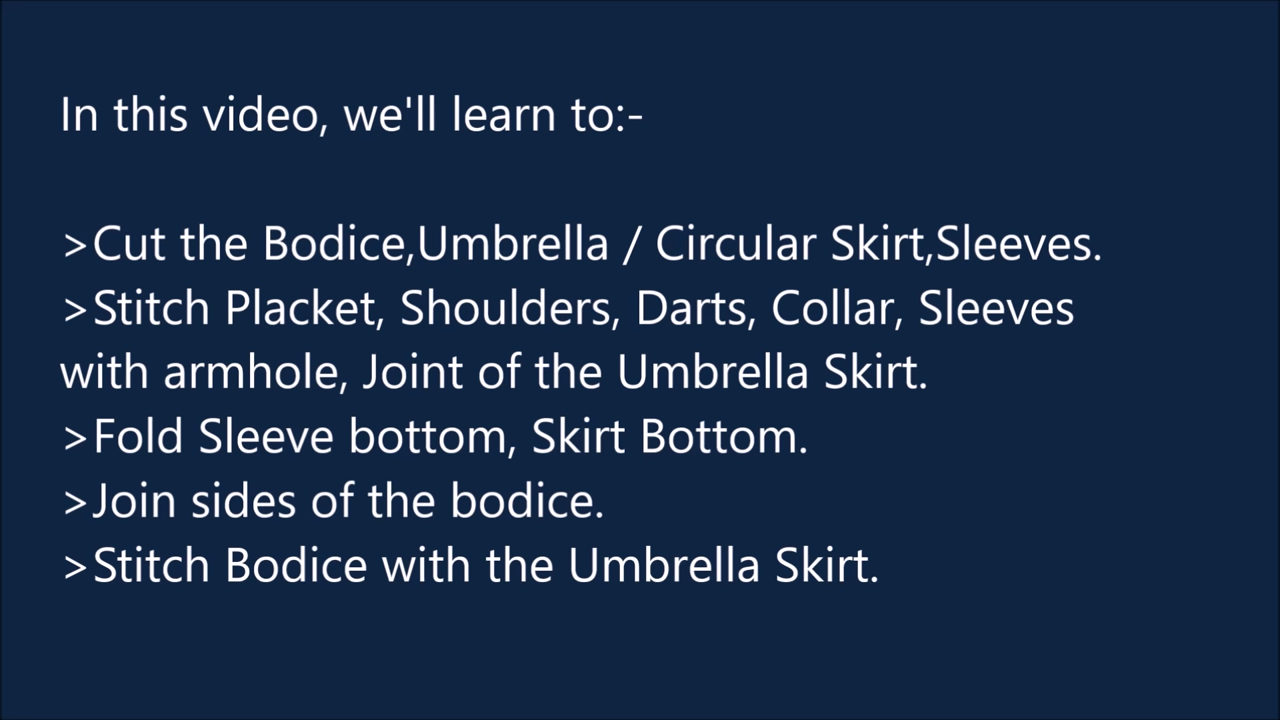 In this video, we'll learn to:-
>Cut the Bodice,Umbrella / Circular Skirt,Sleeves.
>Stitch Placket, Shoulders, Darts, Collar, Sleeves
with armhole, Joint of the Umbrella Skirt.
>Fold Sleeve bottom, Skirt Bottom.
>Join sides of the bodice.
>Stitch Bodice with the Umbrella Skirt.